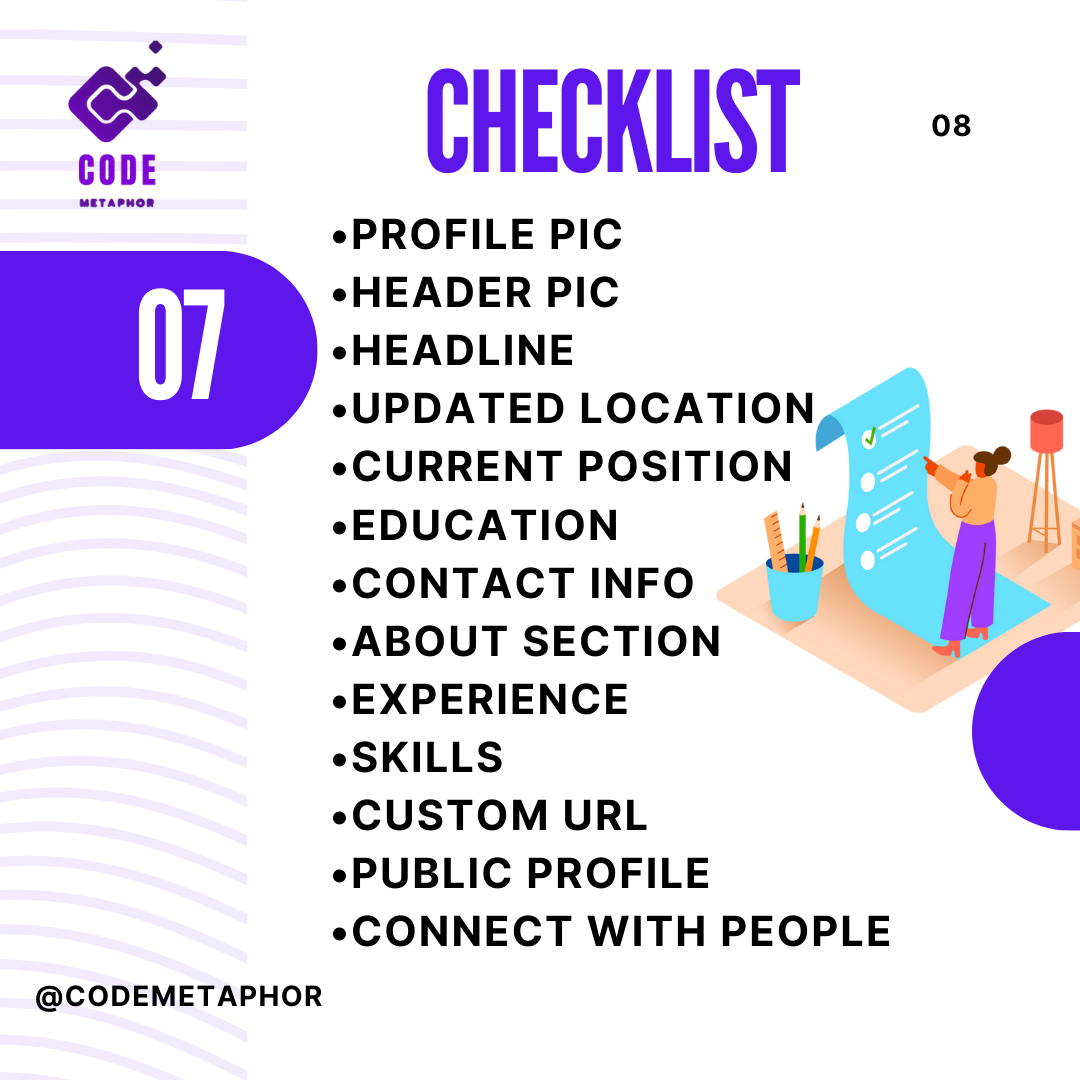 CODE
METAPHOR
CHECKLIST
08
07
•PROFILE PIC
•HEADER PIC
•HEADLINE
•UPDATED LOCATION
•CURRENT POSITION
•EDUCATION
•CONTACT INFO
•ABOUT SECTION
•EXPERIENCE
•SKILLS
•CUSTOM URL
•PUBLIC PROFILE
•CONNECT WITH PEOPLE
@CODEMETAPHOR